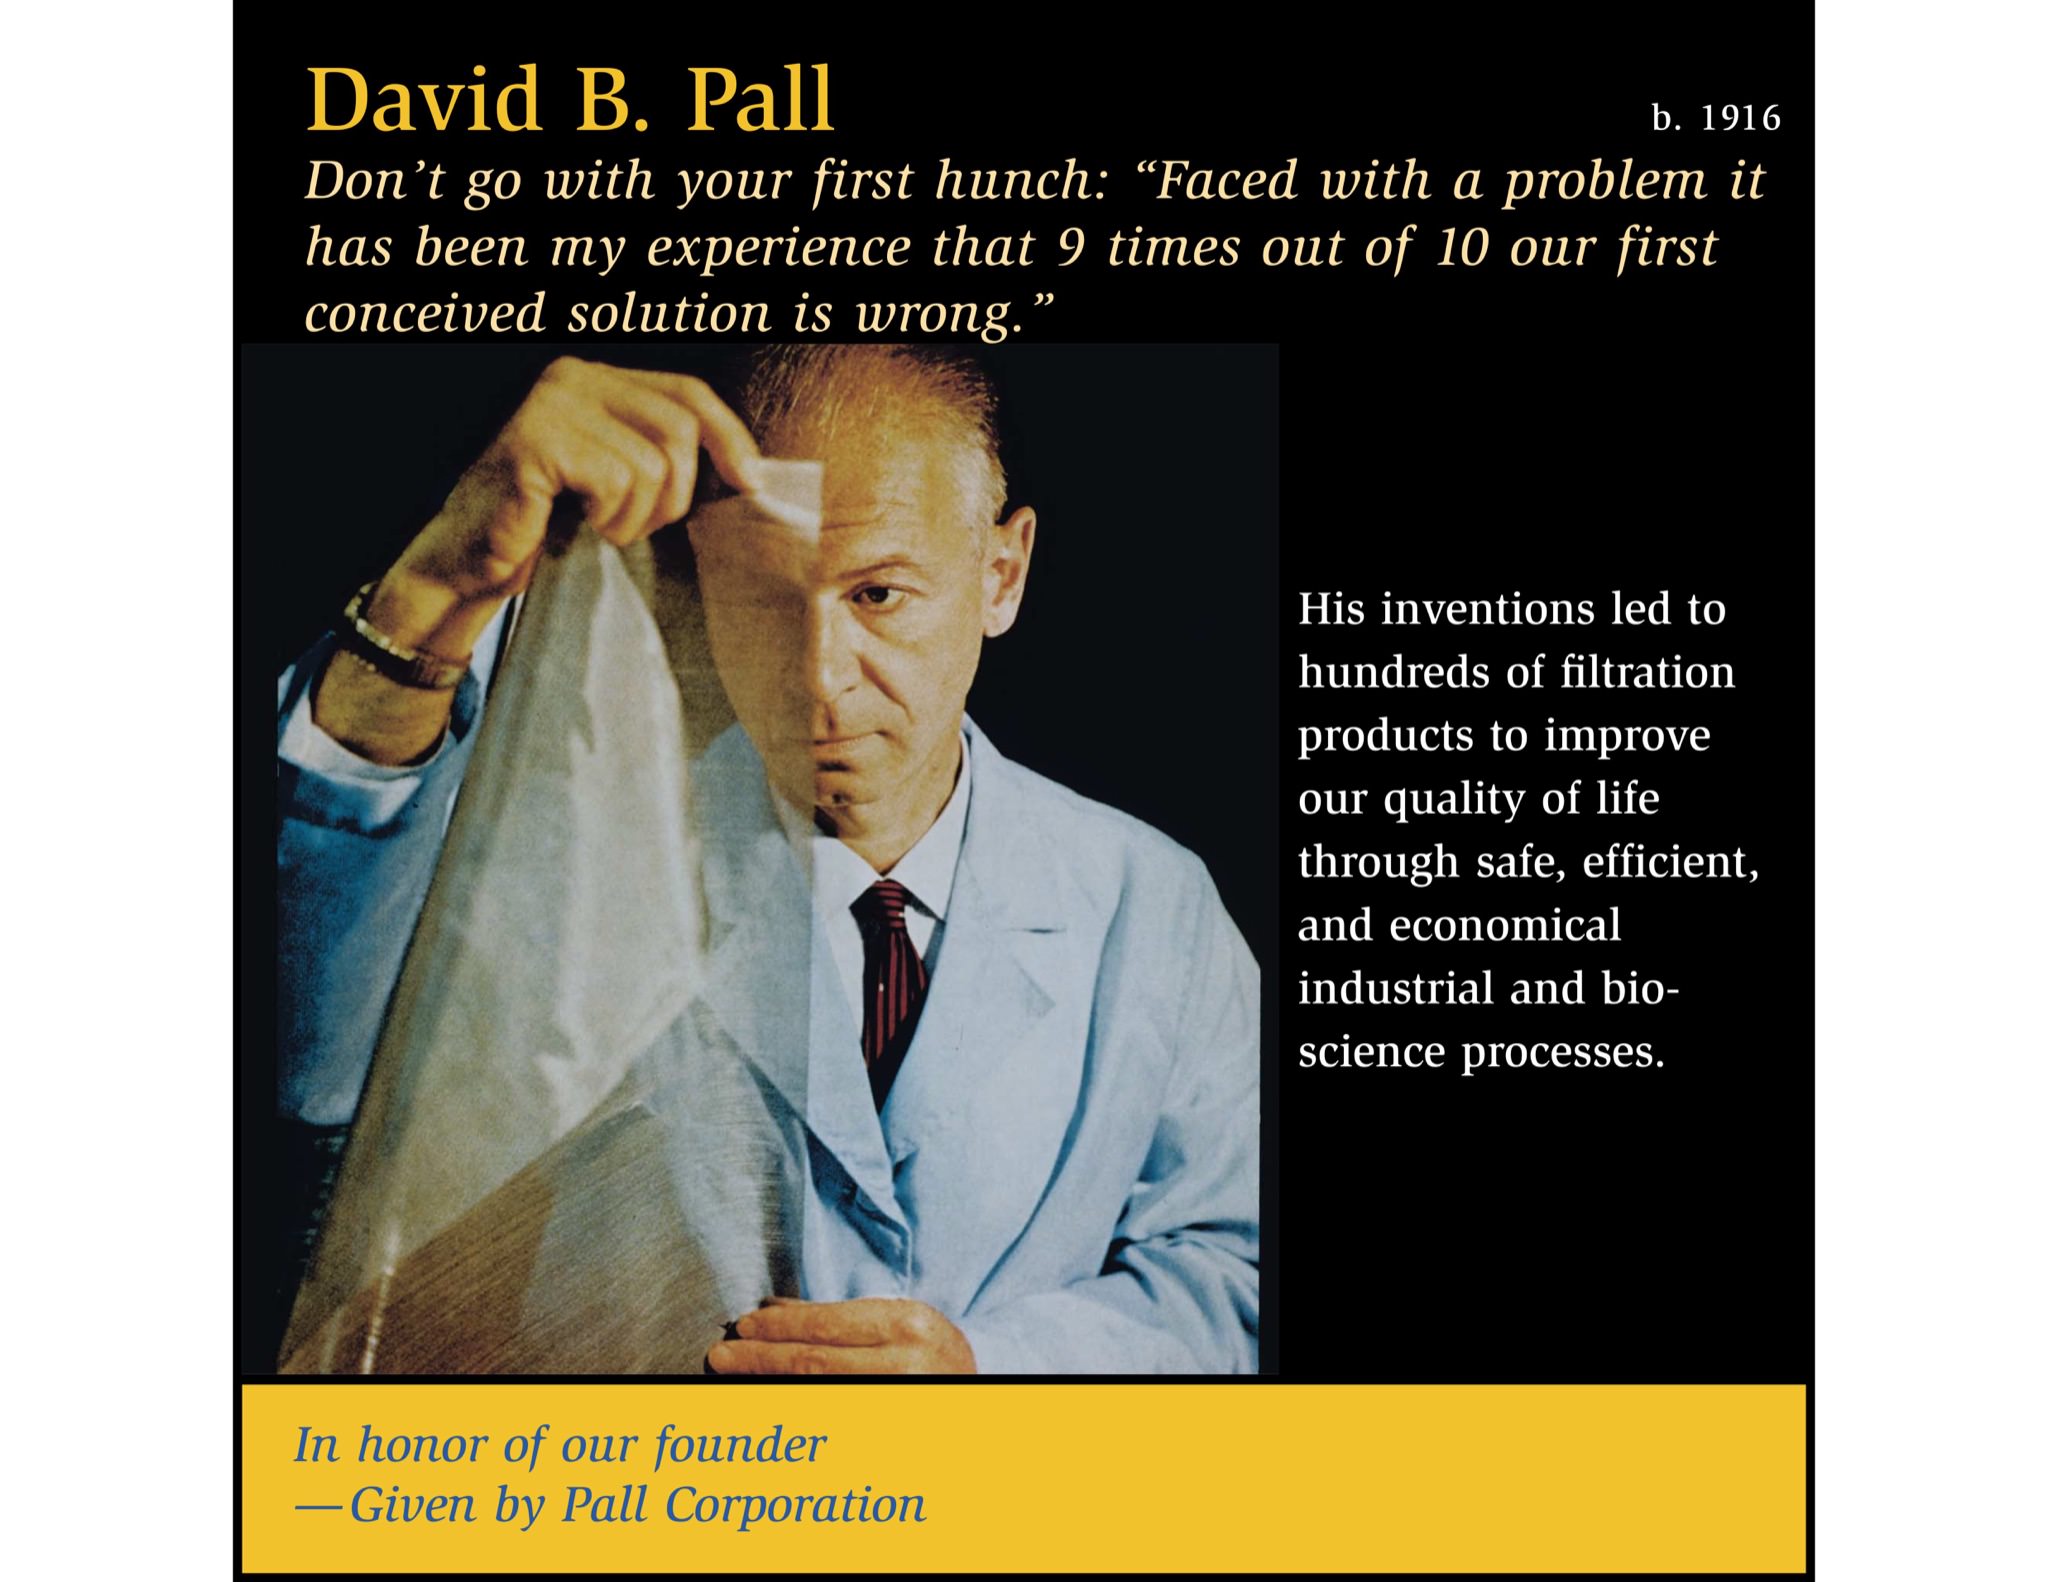 David B. Pall
b. 1916
Don’t go with your first hunch: “Faced with a problem it
has been my experience that 9 times out of 10 our first
conceived solution is wrong.”
His inventions led to
hundreds of filtration
products to improve
our quality of life
through safe, efficient,
and economical
industrial and bio-
science processes.
In honor of our founder
—Given by Pall Corporation